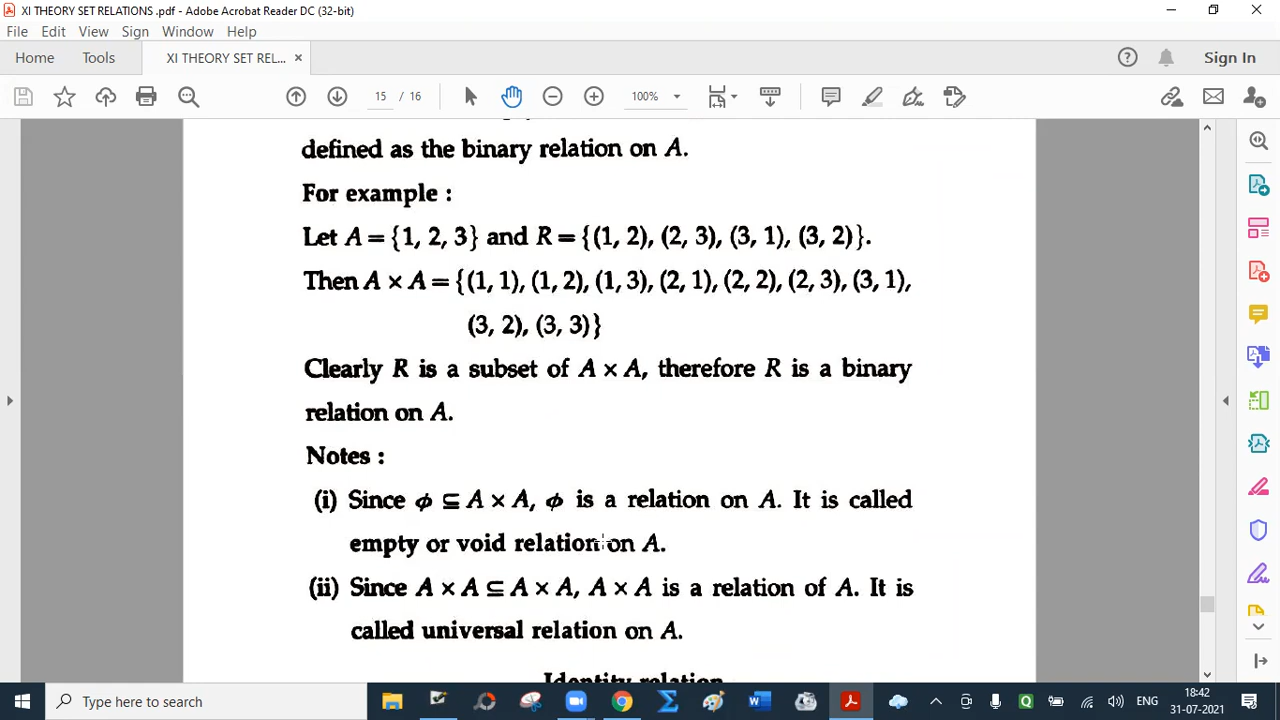 XI THEORY SET RELATIONS .pdf - Adobe Acrobat Reader DC (32-bit)
File Edit View Sign Window Help
Home Tools XI THEORY SET REL... × Sign In
15 / 16 100%
defined as the binary relation on A.
For example :
Let A = {1, 2, 3} and R = {(1, 2), (2, 3), (3, 1), (3, 2)}.
Then A × A = {(1, 1), (1, 2), (1, 3), (2, 1), (2, 2), (2, 3), (3, 1),
(3, 2), (3, 3)}
Clearly R is a subset of A × A, therefore R is a binary
relation on A.
Notes :
(i) Since ϕ ⊆ A × A, ϕ is a relation on A. It is called
empty or void relation on A.
(ii) Since A × A ⊆ A × A, A × A is a relation of A. It is
called universal relation on A.
Identity relation
Type here to search
ENG
18:42
31-07-2021